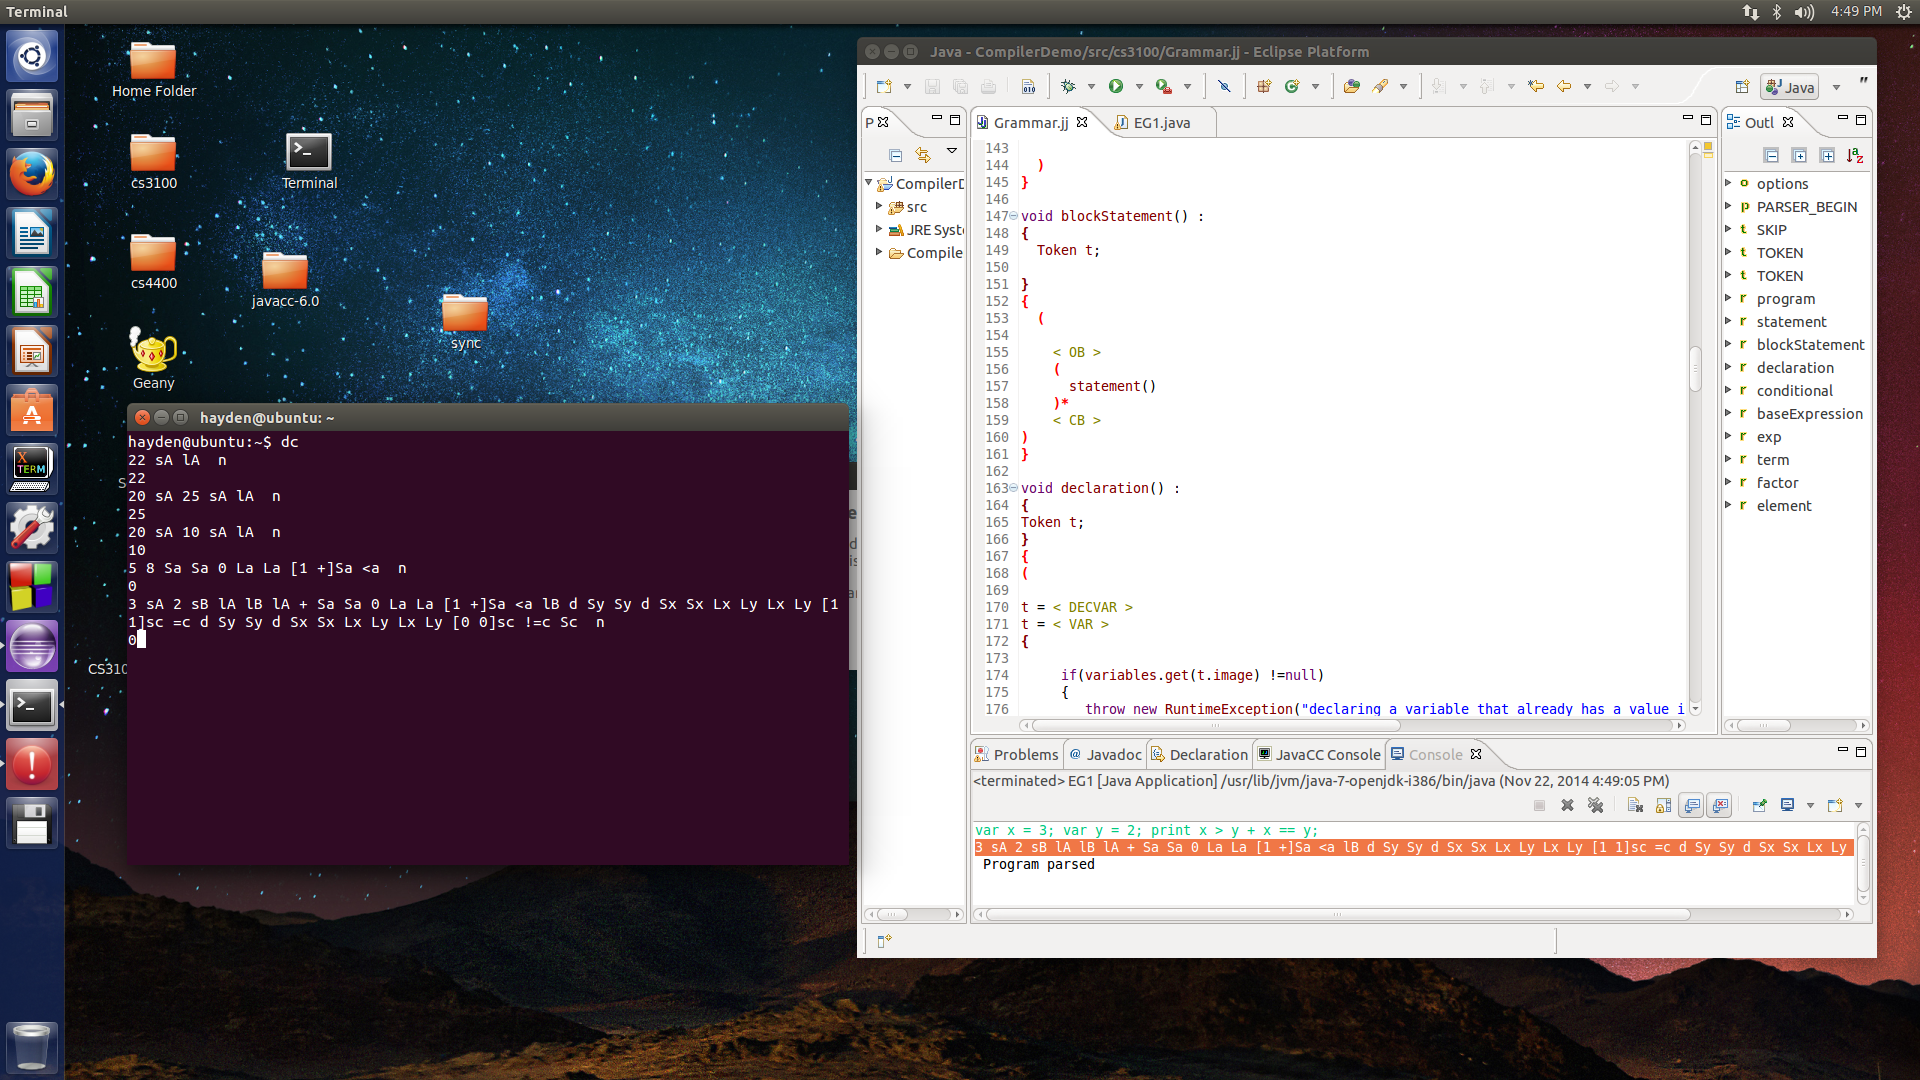 Terminal
4:49 PM
Home Folder
cs3100
Terminal
cs4400
javacc-6.0
sync
Geany
CS310
hayden@ubuntu: ~
hayden@ubuntu:~$ dc
22 sA lA  n
22
20 sA 25 sA lA  n
25
20 sA 10 sA lA  n
10
5 8 Sa Sa 0 La La [1 +]Sa <a  n
0
3 sA 2 sB lA lB lA + Sa Sa 0 La La [1 +]Sa <a lB d Sy Sy d Sx Sx Lx Ly Lx Ly [1
1]sc =c d Sy Sy d Sx Sx Lx Ly Lx Ly [0 0]sc !=c Sc  n
0
Java - CompilerDemo/src/cs3100/Grammar.jj - Eclipse Platform
Java
P
CompilerD
src
JRE Syst
Compile
Grammar.jj
EG1.java
143
144   )
145 }
146
147 void blockStatement() :
148 {
149   Token t;
150
151 }
152 {
153   (
154
155     < OB >
156     (
157       statement()
158     )*
159     < CB >
160 )
161 }
162
163 void declaration() :
164 {
165 Token t;
166 }
167 {
168 (
169
170 t = < DECVAR >
171 t = < VAR >
172 {
173
174      if(variables.get(t.image) !=null)
175      {
176         throw new RuntimeException("declaring a variable that already has a value i
Outl
options
PARSER_BEGIN
SKIP
TOKEN
TOKEN
program
statement
blockStatement
declaration
conditional
baseExpression
exp
term
factor
element
Problems
Javadoc
Declaration
JavaCC Console
Console
<terminated> EG1 [Java Application] /usr/lib/jvm/java-7-openjdk-i386/bin/java (Nov 22, 2014 4:49:05 PM)
var x = 3; var y = 2; print x > y + x == y;
3 sA 2 sB lA lB lA + Sa Sa 0 La La [1 +]Sa <a lB d Sy Sy d Sx Sx Lx Ly Lx Ly [1 1]sc =c d Sy Sy d Sx Sx Lx Ly
Program parsed